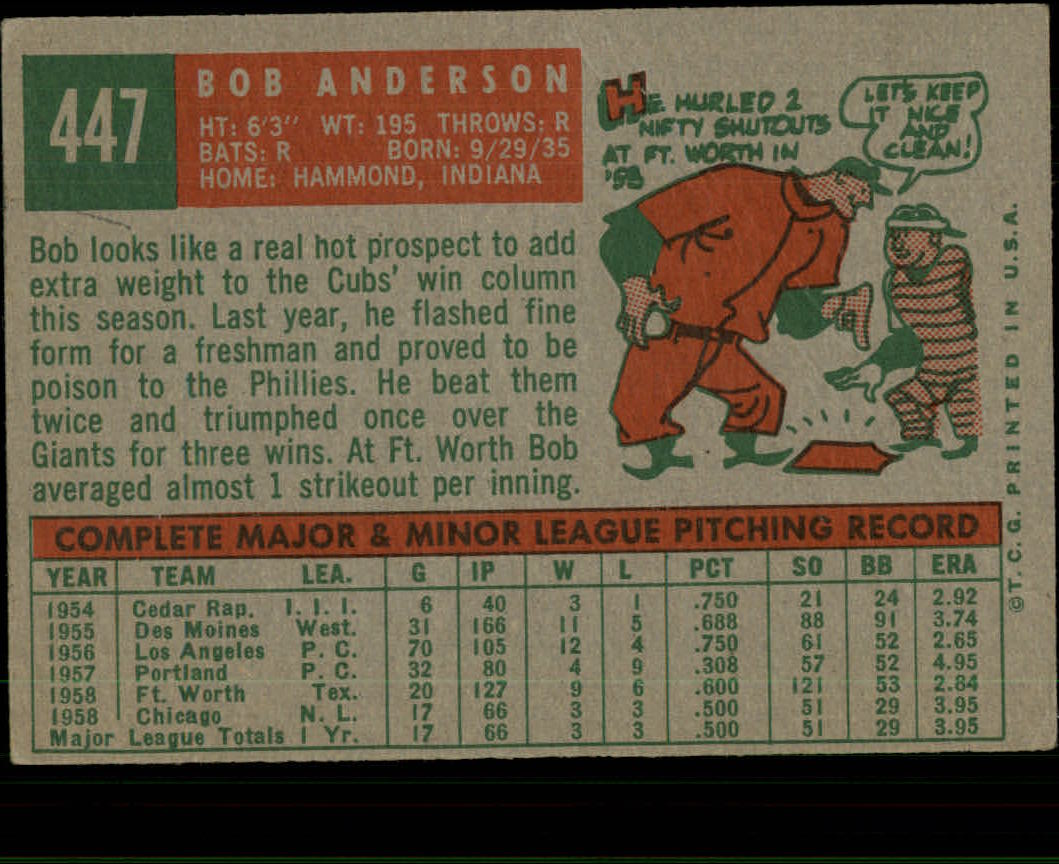 447
BOB ANDERSON
HT: 6'3" WT: 195 THROWS: R
BATS: R BORN: 9/29/35
HOME: HAMMOND, INDIANA
HE HURLED 2
NIFTY SHUTOUTS
AT FT. WORTH IN
'58
LET'S KEEP
IT NICE
AND
CLEAN!
Bob looks like a real hot prospect to add
extra weight to the Cubs' win column
this season. Last year, he flashed fine
form for a freshman and proved to be
poison to the Phillies. He beat them
twice and triumphed once over the
Giants for three wins. At Ft. Worth Bob
averaged almost 1 strikeout per inning.
COMPLETE MAJOR & MINOR LEAGUE PITCHING RECORD
YEAR TEAM LEA. G IP W L PCT SO BB ERA
1954 Cedar Rap. I. I. I. 6 40 3 1 .750 21 24 2.92
1955 Des Moines West. 31 166 11 5 .688 88 91 3.74
1956 Los Angeles P. C. 70 105 12 4 .750 61 52 2.65
1957 Portland P. C. 32 80 4 9 .308 57 52 4.95
1958 Ft. Worth Tex. 20 127 9 6 .600 121 53 2.84
1958 Chicago N. L. 17 66 3 3 .500 51 29 3.95
Major League Totals 1 Yr. 17 66 3 3 .500 51 29 3.95
©T. C. G. PRINTED IN U.S.A.